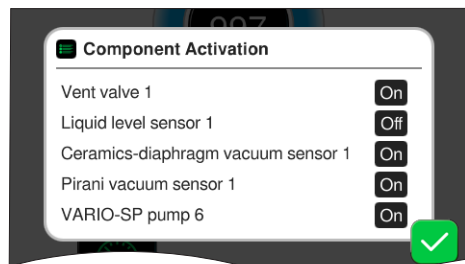 Component Activation
Vent valve 1 On
Liquid level sensor 1 Off
Ceramics-diaphragm vacuum sensor 1 On
Pirani vacuum sensor 1 On
VARIO-SP pump 6 On